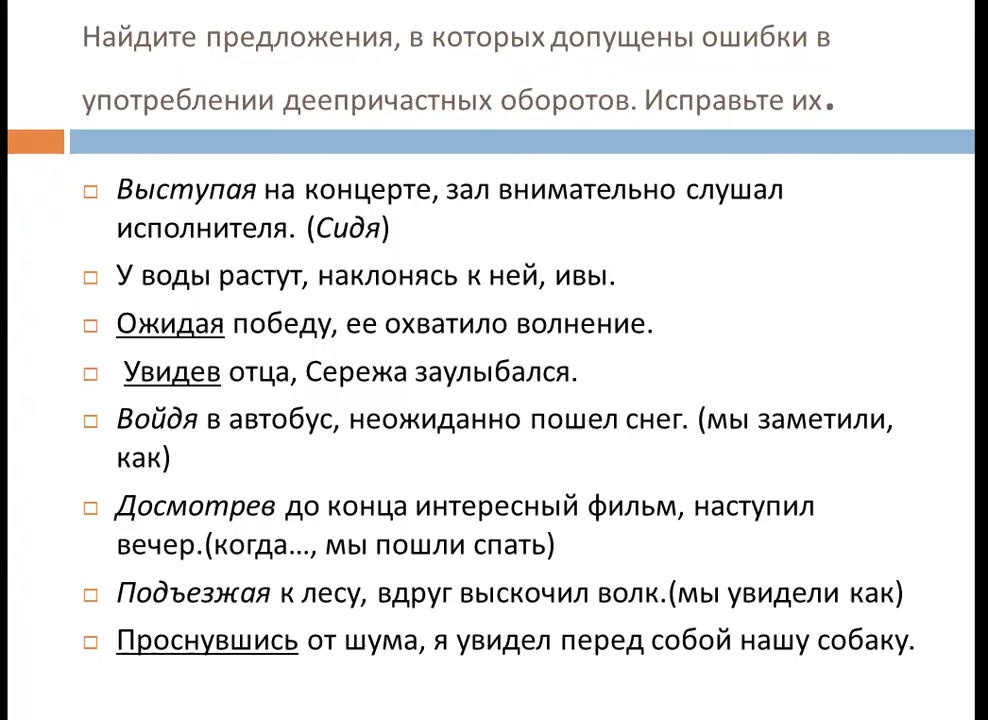 Найдите предложения, в которых допущены ошибки в
употреблении деепричастных оборотов. Исправьте их.
Выступая на концерте, зал внимательно слушал
исполнителя. (Сидя)
У воды растут, наклонясь к ней, ивы.
Ожидая победу, ее охватило волнение.
Увидев отца, Сережа заулыбался.
Войдя в автобус, неожиданно пошел снег. (мы заметили,
как)
Досмотрев до конца интересный фильм, наступил
вечер.(когда…, мы пошли спать)
Подъезжая к лесу, вдруг выскочил волк.(мы увидели как)
Проснувшись от шума, я увидел перед собой нашу собаку.